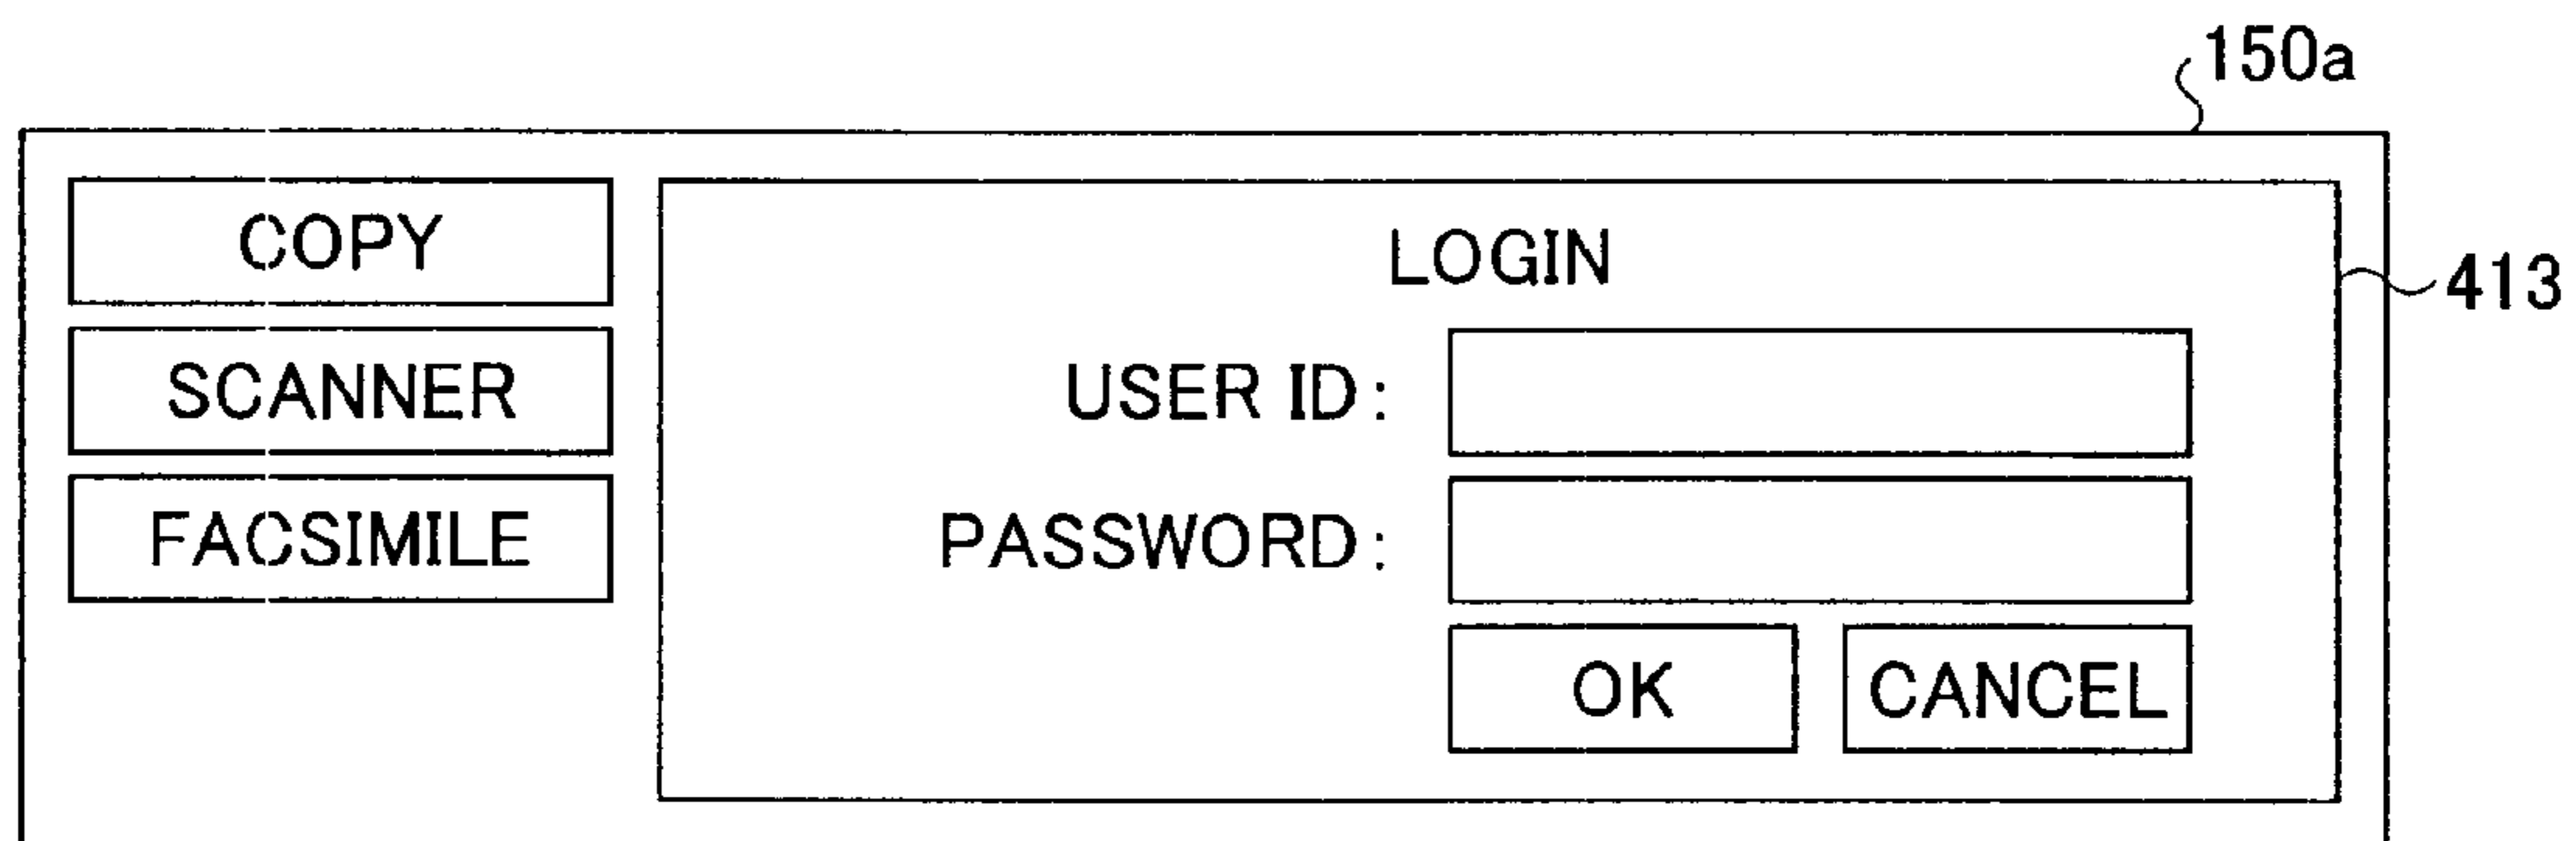 150a
COPY
SCANNER
FACSIMILE
LOGIN
413
USER ID:
PASSWORD:
OK
CANCEL